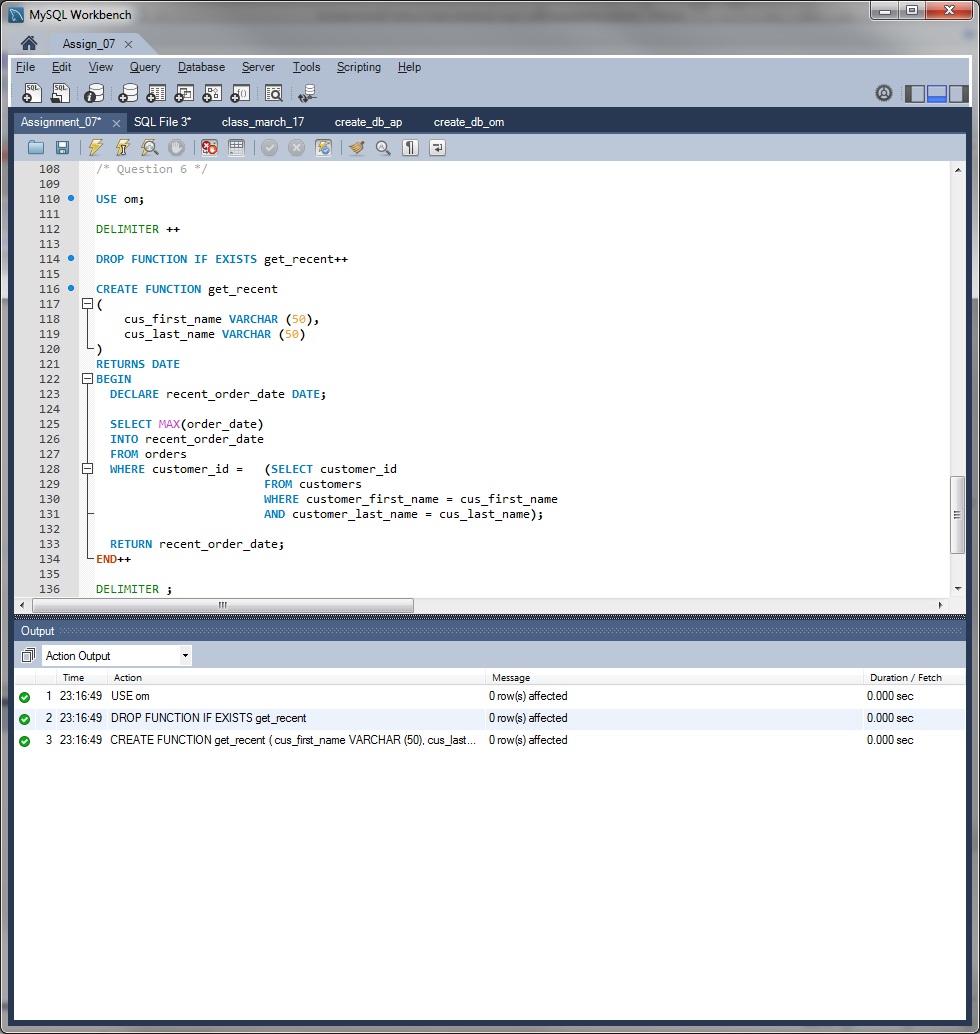 MySQL Workbench
Assign_07
File Edit View Query Database Server Tools Scripting Help
Assignment_07* SQL File 3* class_march_17 create_db_ap create_db_om
108 /* Question 6 */
109
110 USE om;
111
112 DELIMITER ++
113
114 DROP FUNCTION IF EXISTS get_recent++
115
116 CREATE FUNCTION get_recent
117 (
118 cus_first_name VARCHAR (50),
119 cus_last_name VARCHAR (50)
120 )
121 RETURNS DATE
122 BEGIN
123 DECLARE recent_order_date DATE;
124
125 SELECT MAX(order_date)
126 INTO recent_order_date
127 FROM orders
128 WHERE customer_id = (SELECT customer_id
129 FROM customers
130 WHERE customer_first_name = cus_first_name
131 AND customer_last_name = cus_last_name);
132
133 RETURN recent_order_date;
134 END++
135
136 DELIMITER ;
Output
Action Output
Time Action Message Duration / Fetch
1 23:16:49 USE om 0 row(s) affected 0.000 sec
2 23:16:49 DROP FUNCTION IF EXISTS get_recent 0 row(s) affected 0.000 sec
3 23:16:49 CREATE FUNCTION get_recent ( cus_first_name VARCHAR (50), cus_last... 0 row(s) affected 0.000 sec